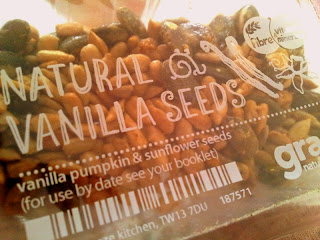 NATURAL &
VANILLA SEEDS
fibre
vanilla pumpkin & sunflower seeds
(for use by date see your booklet)
gra
natu
kitchen, TW13 7DU
187571